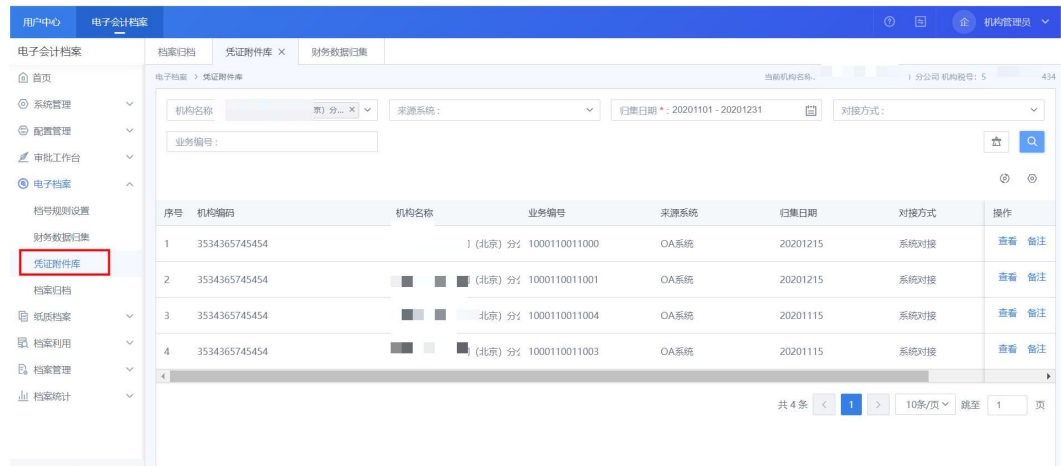 用户中心 电子会计档案 机构管理员
电子会计档案 档案归档 凭证附件库 × 财务数据归集
首页 电子档案 > 凭证附件库 当前机构名称 分公司 机构税号: 5 434
系统管理 机构名称 京) 分... × 来源系统 : 归集日期 * : 20201101 - 20201231 对接方式 :
配置管理 业务编号 :
审批工作台
电子档案
档号规则设置 序号 机构编码 机构名称 业务编号 来源系统 归集日期 对接方式 操作
财务数据归集 1 3534365745454 (北京) 分 1000110011000 OA系统 20201215 系统对接 查看 备注
凭证附件库 2 3534365745454 (北京) 分 1000110011001 OA系统 20201215 系统对接 查看 备注
档案归档
纸质档案 3 3534365745454 北京) 分 1000110011004 OA系统 20201115 系统对接 查看 备注
档案利用 4 3534365745454 (北京) 分 1000110011003 OA系统 20201115 系统对接 查看 备注
档案管理
档案统计 共 4 条 < 1 > 10条/页 跳至 1 页